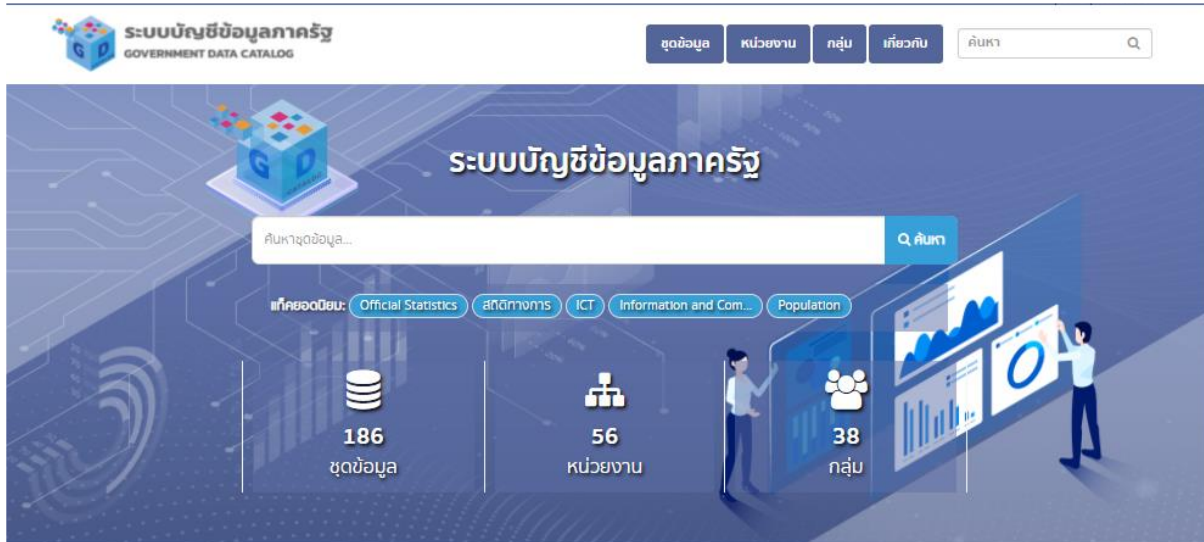 ระบบบัญชีข้อมูลภาครัฐ
GOVERNMENT DATA CATALOG
ชุดข้อมูล หน่วยงาน กลุ่ม เกี่ยวกับ ค้นหา
G D
CATALOG
ระบบบัญชีข้อมูลภาครัฐ
ค้นหาชุดข้อมูล... ค้นหา
แท็คยอดนิยม: Official Statistics สถิติทางการ ICT Information and Com... Population
186 56 38
ชุดข้อมูล หน่วยงาน กลุ่ม